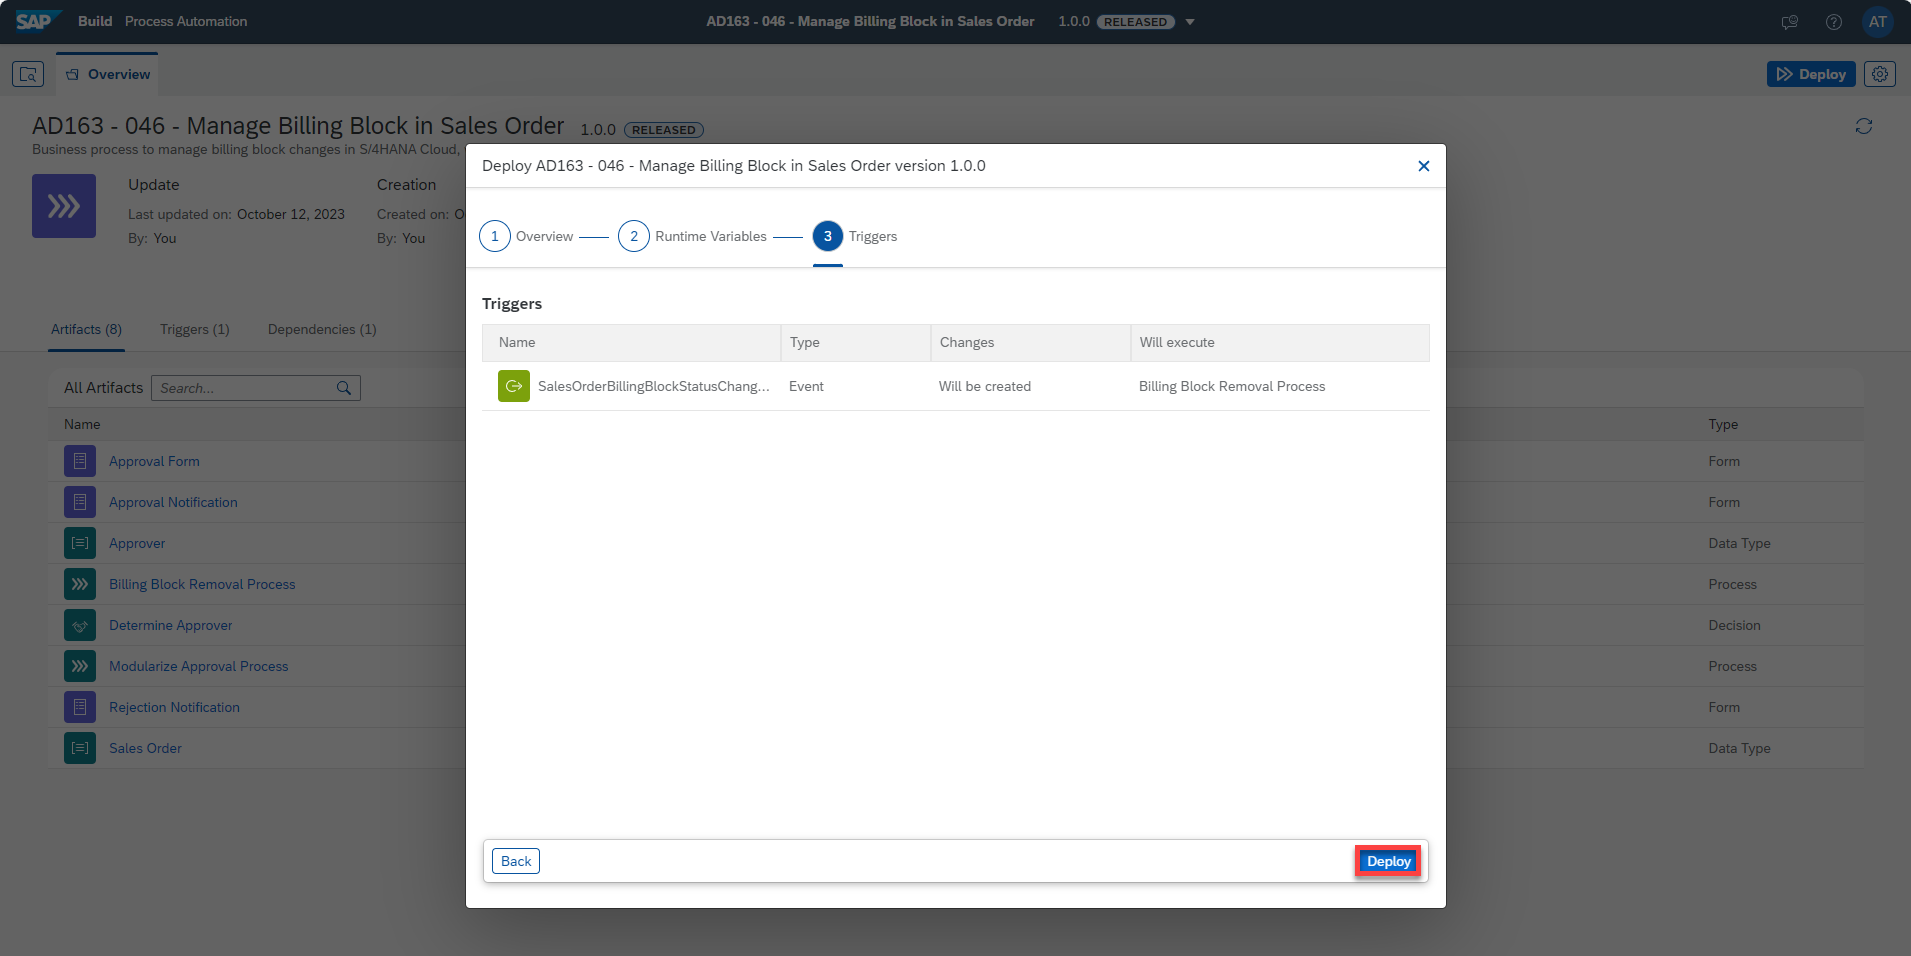 SAP Build Process Automation
AD163 - 046 - Manage Billing Block in Sales Order 1.0.0 RELEASED
AT
Overview
Deploy
AD163 - 046 - Manage Billing Block in Sales Order 1.0.0 RELEASED
Business process to manage billing block changes in S/4HANA Cloud,
Update
Last updated on: October 12, 2023
By: You
Creation
Created on: O
By: You
Artifacts (8) Triggers (1) Dependencies (1)
All Artifacts Search...
Name Type
Approval Form Form
Approval Notification Form
Approver Data Type
Billing Block Removal Process Process
Determine Approver Decision
Modularize Approval Process Process
Rejection Notification Form
Sales Order Data Type
Deploy AD163 - 046 - Manage Billing Block in Sales Order version 1.0.0
1 Overview 2 Runtime Variables 3 Triggers
Triggers
Name Type Changes Will execute
SalesOrderBillingBlockStatusChang... Event Will be created Billing Block Removal Process
Back Deploy